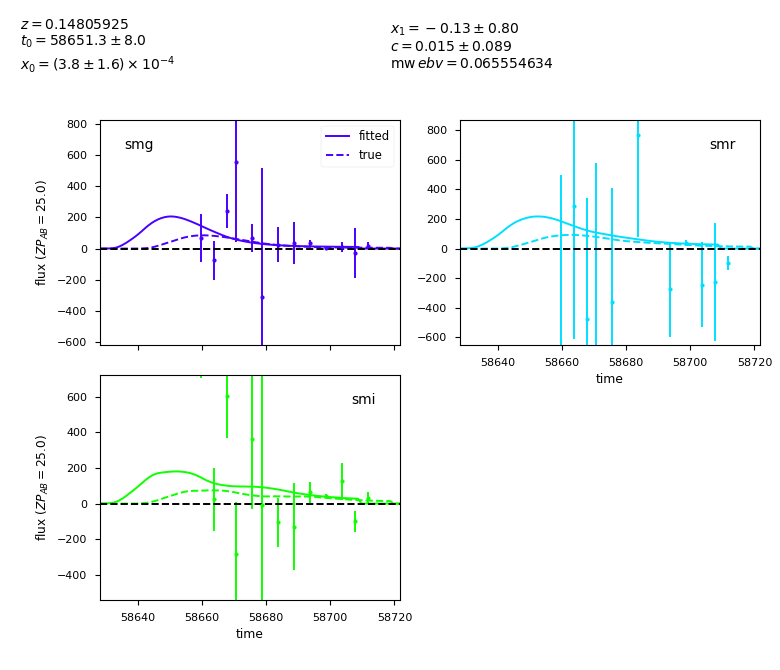 z = 0.14805925
t₀ = 58651.3 ± 8.0
x₀ = (3.8 ± 1.6) × 10⁻⁴
x₁ = −0.13 ± 0.80
c = 0.015 ± 0.089
mw ebv = 0.065554634
smg
fitted
true
800
600
400
200
0
−200
−400
−600
flux (ZP_AB = 25.0)
smr
800
600
400
200
0
−200
−400
−600
58640 58660 58680 58700 58720
time
smi
600
400
200
0
−200
−400
flux (ZP_AB = 25.0)
58640 58660 58680 58700 58720
time